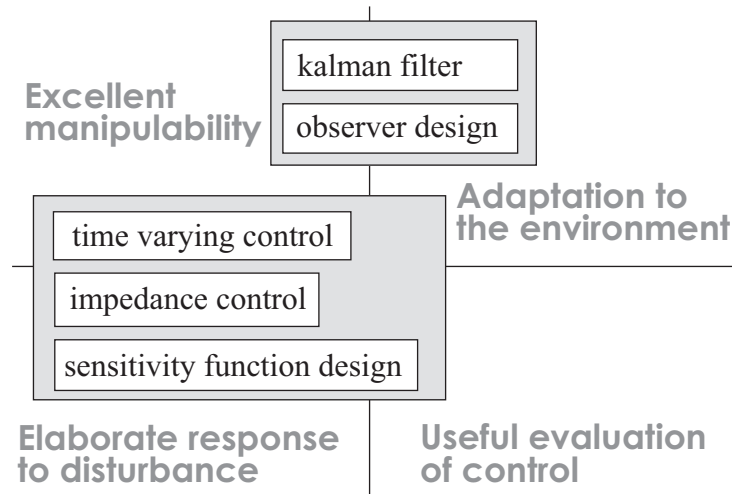 kalman filter
observer design
Excellent
manipulability
Adaptation to
the environment
time varying control
impedance control
sensitivity function design
Elaborate response
to disturbance
Useful evaluation
of control